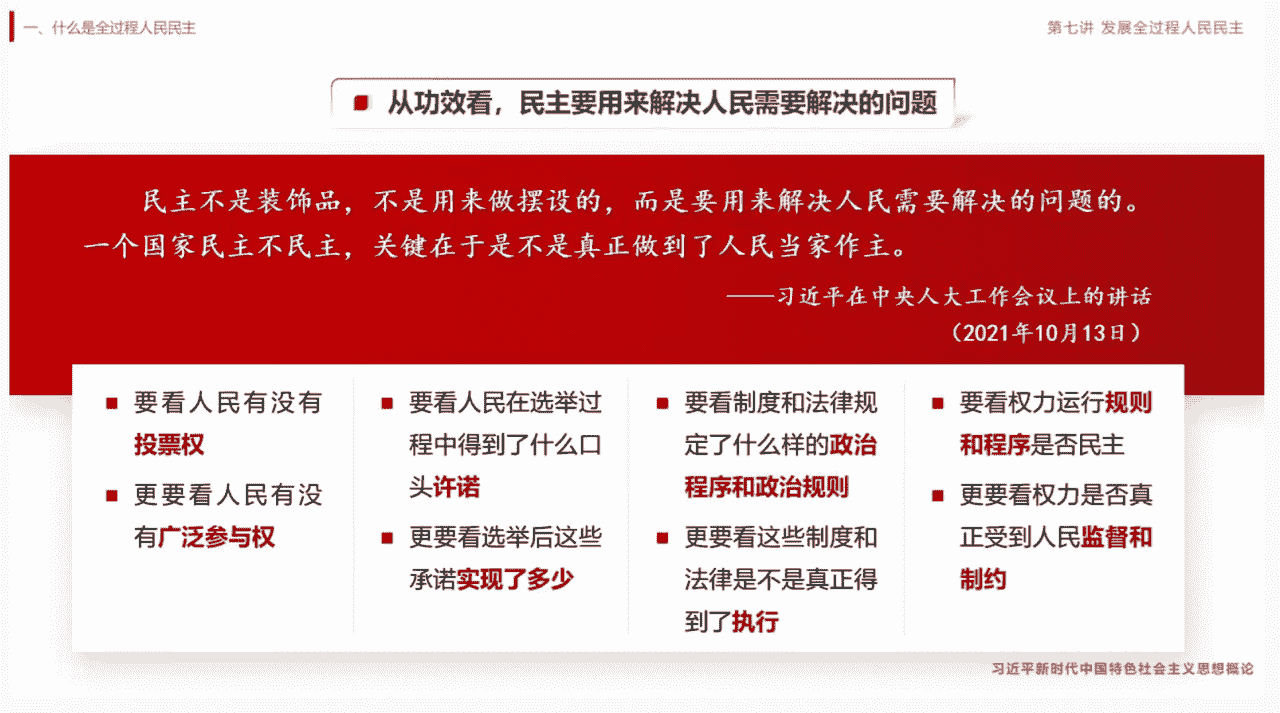 一、什么是全过程人民民主
第七讲 发展全过程人民民主
从功效看，民主要用来解决人民需要解决的问题
民主不是装饰品，不是用来做摆设的，而是要用来解决人民需要解决的问题的。
一个国家民主不民主，关键在于是不是真正做到了人民当家作主。
——习近平在中央人大工作会议上的讲话
（2021年10月13日）
要看人民有没有
投票权
更要看人民有没
有广泛参与权
要看人民在选举过
程中得到了什么口
头许诺
更要看选举后这些
承诺实现了多少
要看制度和法律规
定了什么样的政治
程序和政治规则
更要看这些制度和
法律是不是真正得
到了执行
要看权力运行规则
和程序是否民主
更要看权力是否真
正受到人民监督和
制约
习近平新时代中国特色社会主义思想概论